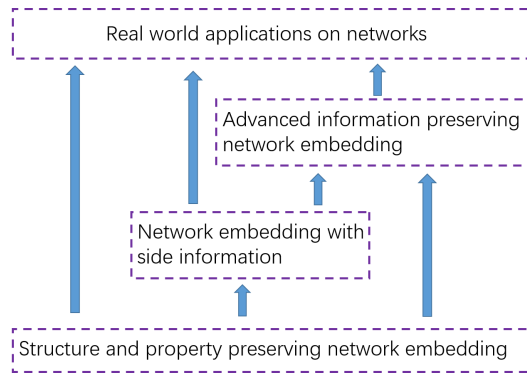 Real world applications on networks
Advanced information preserving
network embedding
Network embedding with
side information
Structure and property preserving network embedding